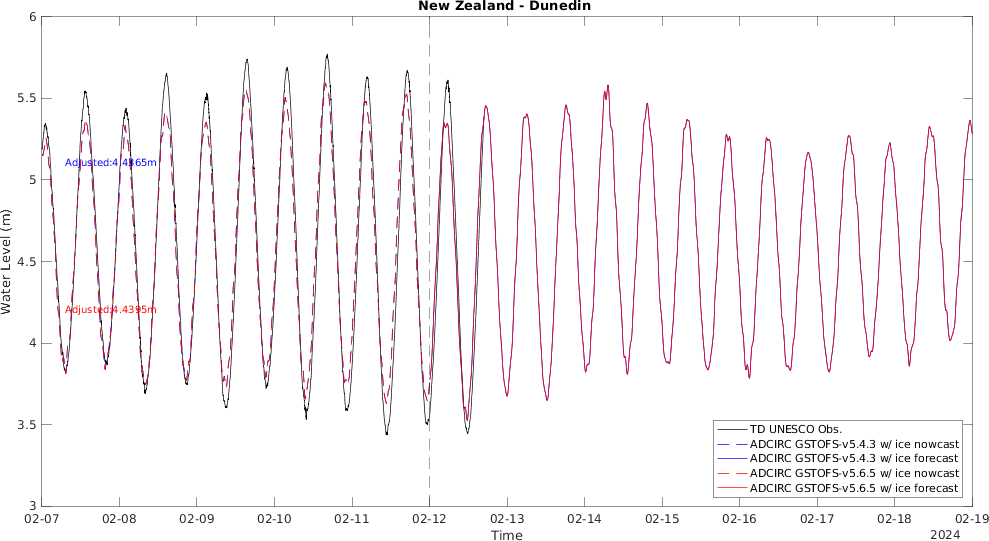 New Zealand - Dunedin
6
5.5
5
4.5
4
3.5
3
Water Level (m)
Adjusted:4.4365m
Adjusted:4.4395m
TD UNESCO Obs.
ADCIRC GSTOFS-v5.4.3 w/ ice nowcast
ADCIRC GSTOFS-v5.4.3 w/ ice forecast
ADCIRC GSTOFS-v5.6.5 w/ ice nowcast
ADCIRC GSTOFS-v5.6.5 w/ ice forecast
02-07 02-08 02-09 02-10 02-11 02-12 02-13 02-14 02-15 02-16 02-17 02-18 02-19
Time
2024